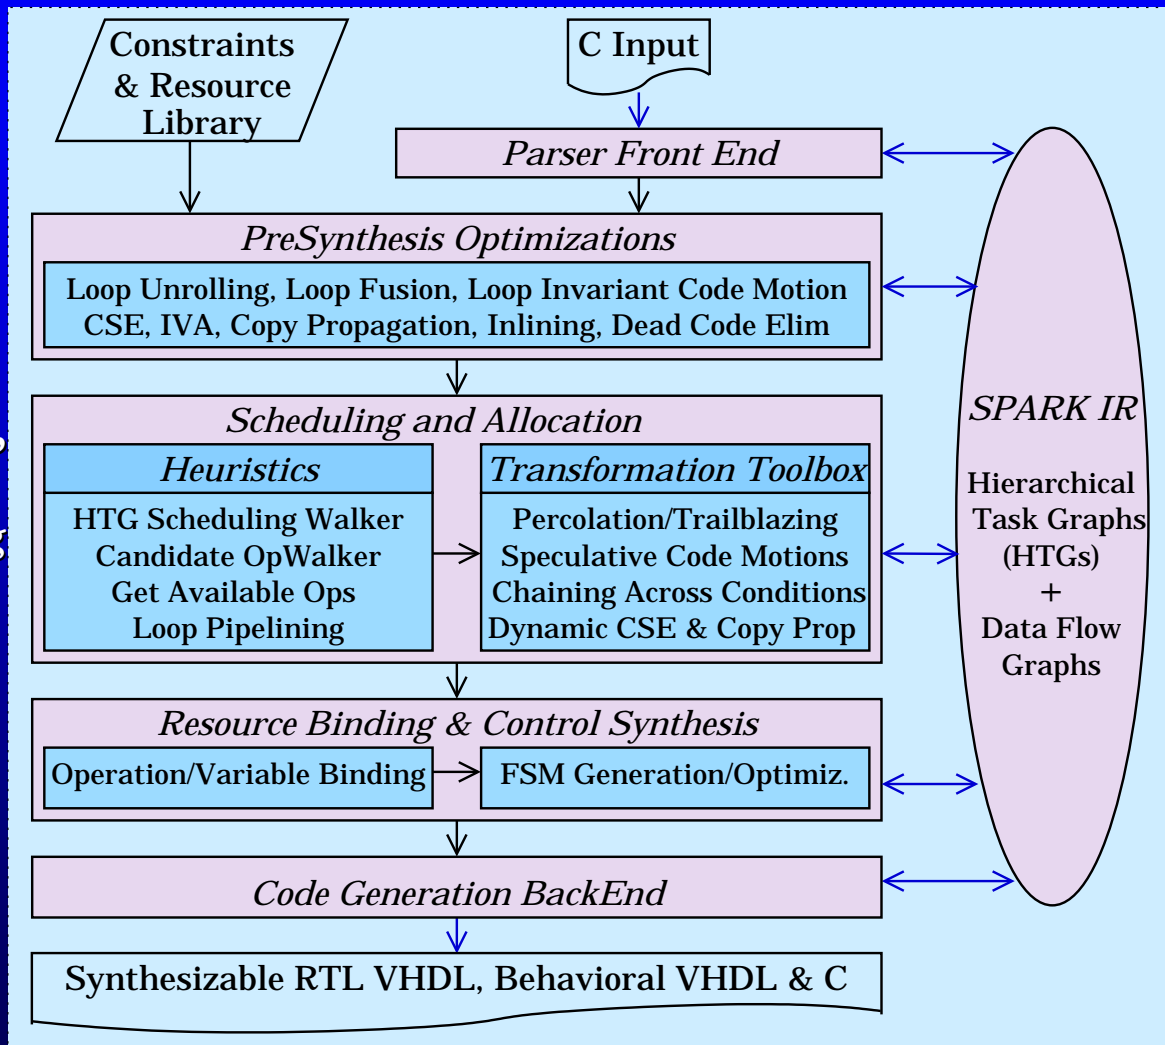 Constraints
& Resource
Library
C Input
Parser Front End
PreSynthesis Optimizations
Loop Unrolling, Loop Fusion, Loop Invariant Code Motion
CSE, IVA, Copy Propagation, Inlining, Dead Code Elim
Scheduling and Allocation
Heuristics
HTG Scheduling Walker
Candidate OpWalker
Get Available Ops
Loop Pipelining
Transformation Toolbox
Percolation/Trailblazing
Speculative Code Motions
Chaining Across Conditions
Dynamic CSE & Copy Prop
Resource Binding & Control Synthesis
Operation/Variable Binding
FSM Generation/Optimiz.
Code Generation BackEnd
Synthesizable RTL VHDL, Behavioral VHDL & C
SPARK IR
Hierarchical
Task Graphs
(HTGs)
+
Data Flow
Graphs